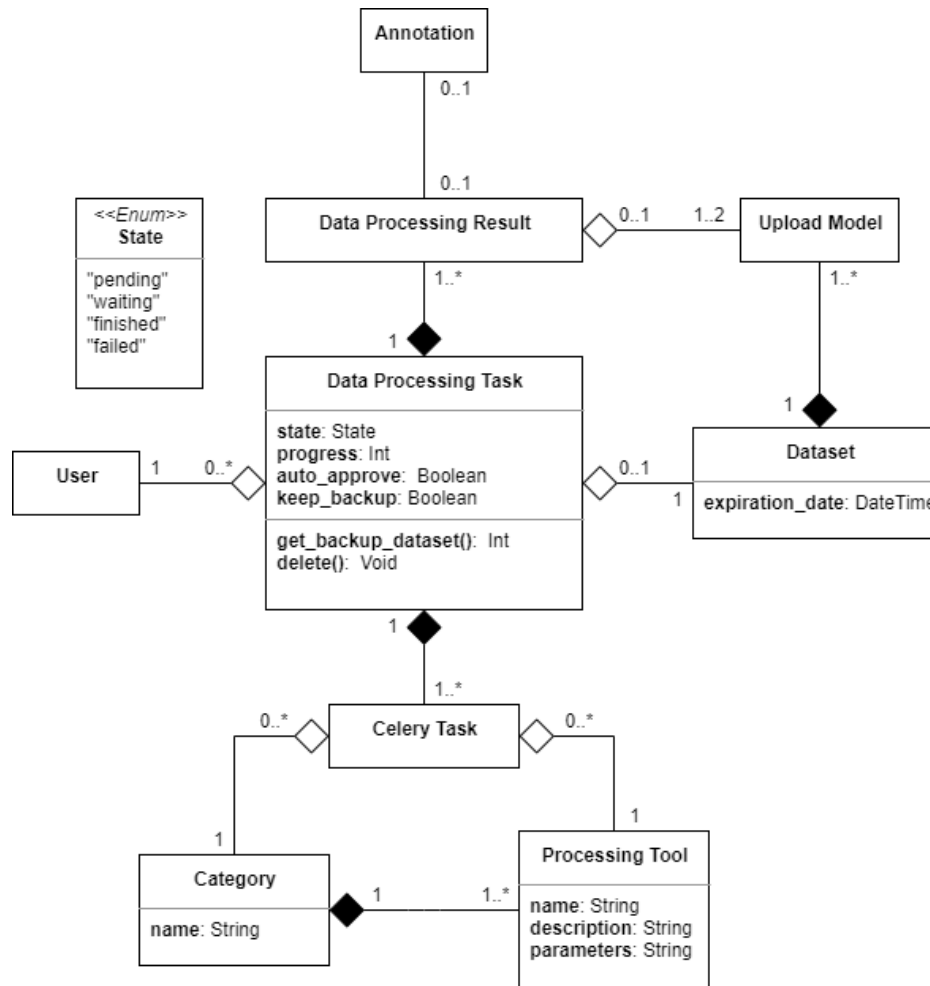 Annotation
0..1
0..1
<<Enum>>
State
"pending"
"waiting"
"finished"
"failed"
Data Processing Result
0..1
1..2
Upload Model
1..*
1..*
1
Data Processing Task
state: State
progress: Int
auto_approve: Boolean
keep_backup: Boolean
get_backup_dataset(): Int
delete(): Void
1
Dataset
expiration_date: DateTime
User
1
0..*
0..1
1
1
1..*
Celery Task
0..*
0..*
1
1
Category
name: String
1
1..*
Processing Tool
name: String
description: String
parameters: String